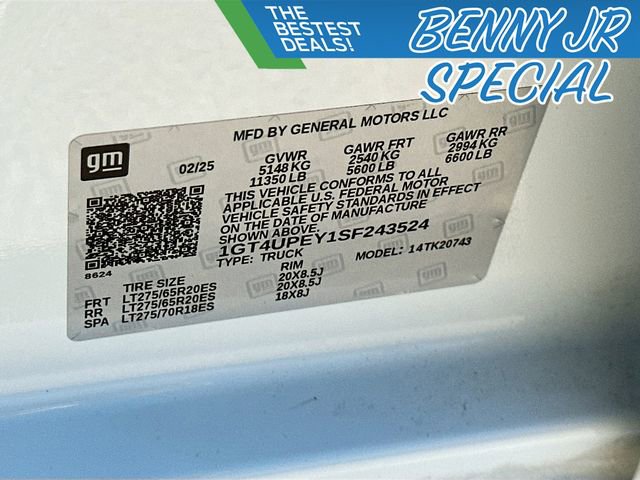 THE
BESTEST
DEALS!
BENNY JR
SPECIAL
MFD BY GENERAL MOTORS LLC
gm
02/25
GVWR GAWR FRT GAWR RR
5148 KG 2540 KG 2994 KG
11350 LB 5600 LB 6600 LB
THIS VEHICLE CONFORMS TO ALL
APPLICABLE U.S. FEDERAL MOTOR
VEHICLE SAFETY STANDARDS IN EFFECT
ON THE DATE OF MANUFACTURE
SHOWN ABOVE.
1GT4UPEY1SF243524
TYPE: TRUCK MODEL: 14TK20743
8624
TIRE SIZE RIM
FRT LT275/65R20ES 20X8.5J
RR LT275/65R20ES 20X8.5J
SPA LT275/70R18ES 18X8J